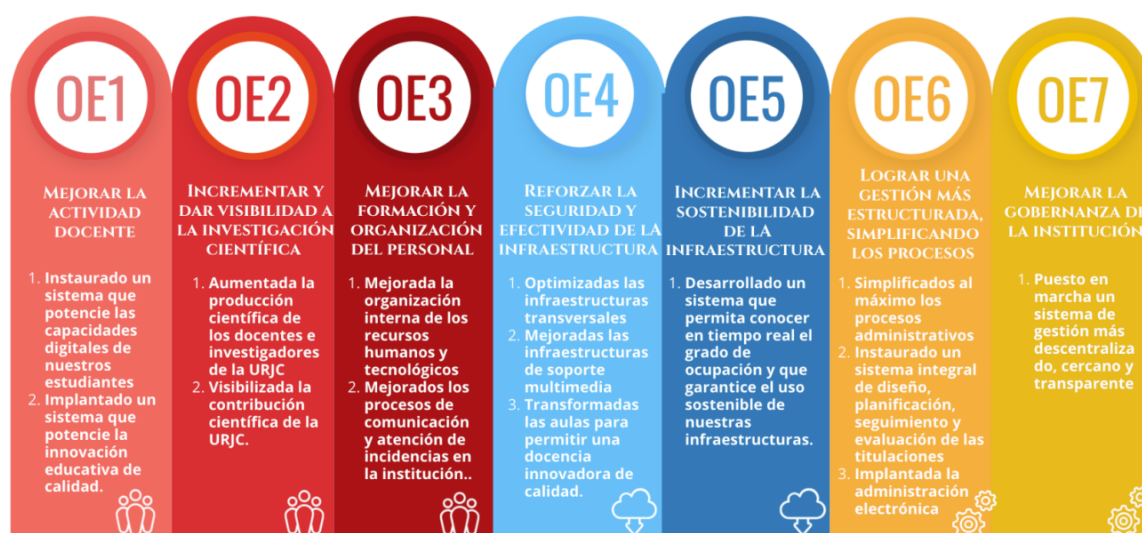 OE1
MEJORAR LA
ACTIVIDAD
DOCENTE
1. Instaurado un
sistema que
potencie las
capacidades
digitales de
nuestros
estudiantes
2. Implantado un
sistema que
potencie la
innovación
educativa de
calidad.
OE2
INCREMENTAR Y
DAR VISIBILIDAD A
LA INVESTIGACIÓN
CIENTÍFICA
1. Aumentada la
producción
científica de
los docentes e
investigadores
de la URJC
2. Visibilizada la
contribución
científica de la
URJC.
OE3
MEJORAR LA
FORMACIÓN Y
ORGANIZACIÓN
DEL PERSONAL
1. Mejorada la
organización
interna de los
recursos
humanos y
tecnológicos
2. Mejorados los
procesos de
comunicación
y atención de
incidencias en
la institución..
OE4
REFORZAR LA
SEGURIDAD Y
EFECTIVIDAD DE LA
INFRAESTRUCTURA
1. Optimizadas las
infraestructuras
transversales
2. Mejoradas las
infraestructuras
de soporte
multimedia
3. Transformadas
las aulas para
permitir una
docencia
innovadora de
calidad.
OE5
INCREMENTAR LA
SOSTENIBILIDAD
DE LA
INFRAESTRUCTURA
1. Desarrollado un
sistema que
permita conocer
en tiempo real el
grado de
ocupación y que
garantice el uso
sostenible de
nuestras
infraestructuras.
OE6
LOGRAR UNA
GESTIÓN MÁS
ESTRUCTURADA,
SIMPLIFICANDO
LOS PROCESOS
1. Simplificados al
máximo los
procesos
administrativos
2. Instaurado un
sistema integral
de diseño,
planificación,
seguimiento y
evaluación de las
titulaciones
3. Implantada la
administración
electrónica
OE7
MEJORAR LA
GOBERNANZA DE
LA INSTITUCIÓN
1. Puesto en
marcha un
sistema de
gestión más
descentraliza
do, cercano y
transparente